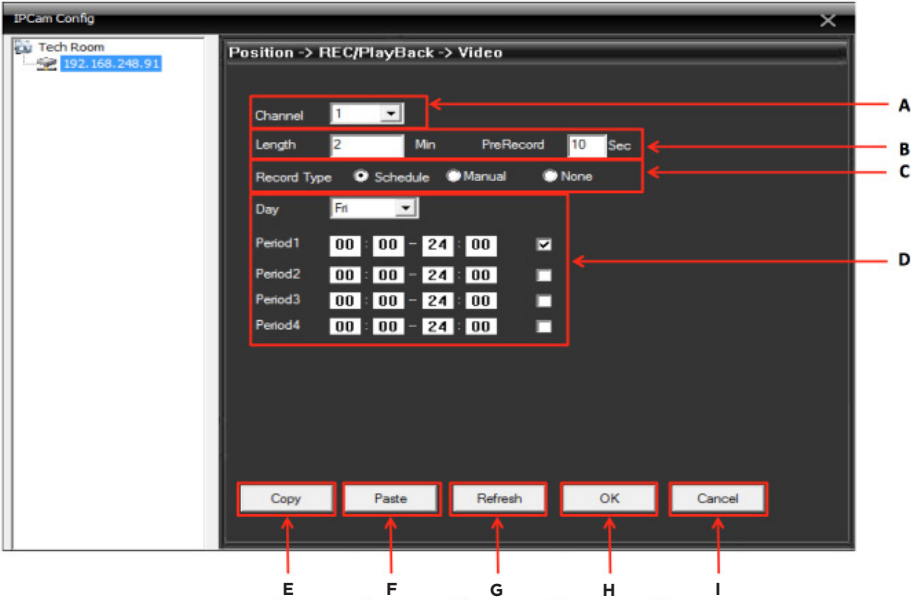 IPCam Config
Tech Room
192.168.248.91
Position -> REC/PlayBack -> Video
Channel 1 A
Length 2 Min PreRecord 10 Sec B
Record Type Schedule Manual None C
Day Fri
Period1 00 : 00 - 24 : 00
D
Period2 00 : 00 - 24 : 00
Period3 00 : 00 - 24 : 00
Period4 00 : 00 - 24 : 00
Copy Paste Refresh OK Cancel
E F G H I